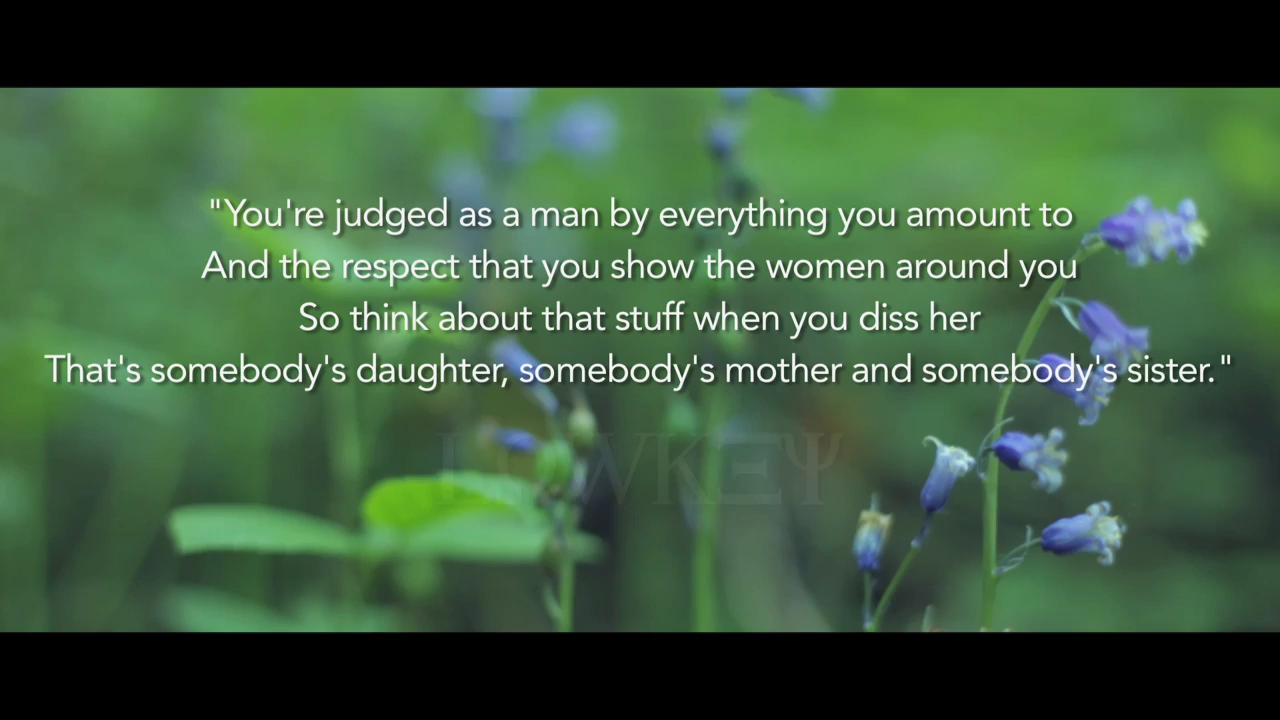 "You're judged as a man by everything you amount to
And the respect that you show the women around you
So think about that stuff when you diss her
That's somebody's daughter, somebody's mother and somebody's sister."
LOWKΞΨ